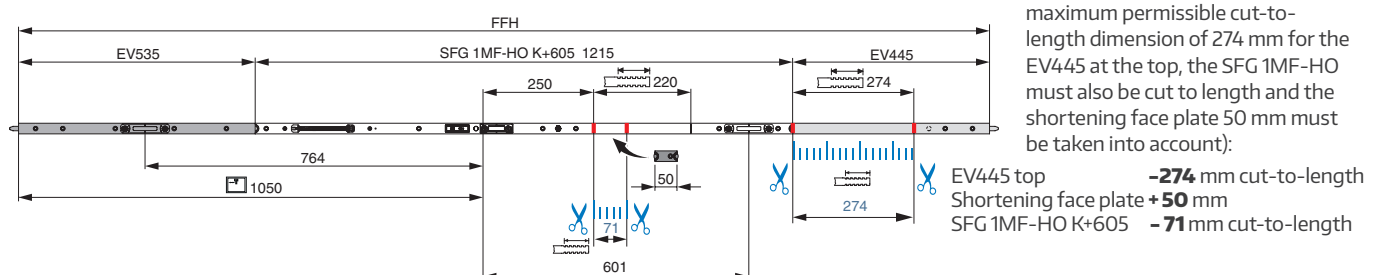 FFH
EV535
SFG 1MF-HO K+605 1215
EV445
250
220
274
764
1050
50
71
274
601
maximum permissible cut-to-
length dimension of 274 mm for the
EV445 at the top, the SFG 1MF-HO
must also be cut to length and the
shortening face plate 50 mm must
be taken into account):
EV445 top -274 mm cut-to-length
Shortening face plate + 50 mm
SFG 1MF-HO K+605 - 71 mm cut-to-length